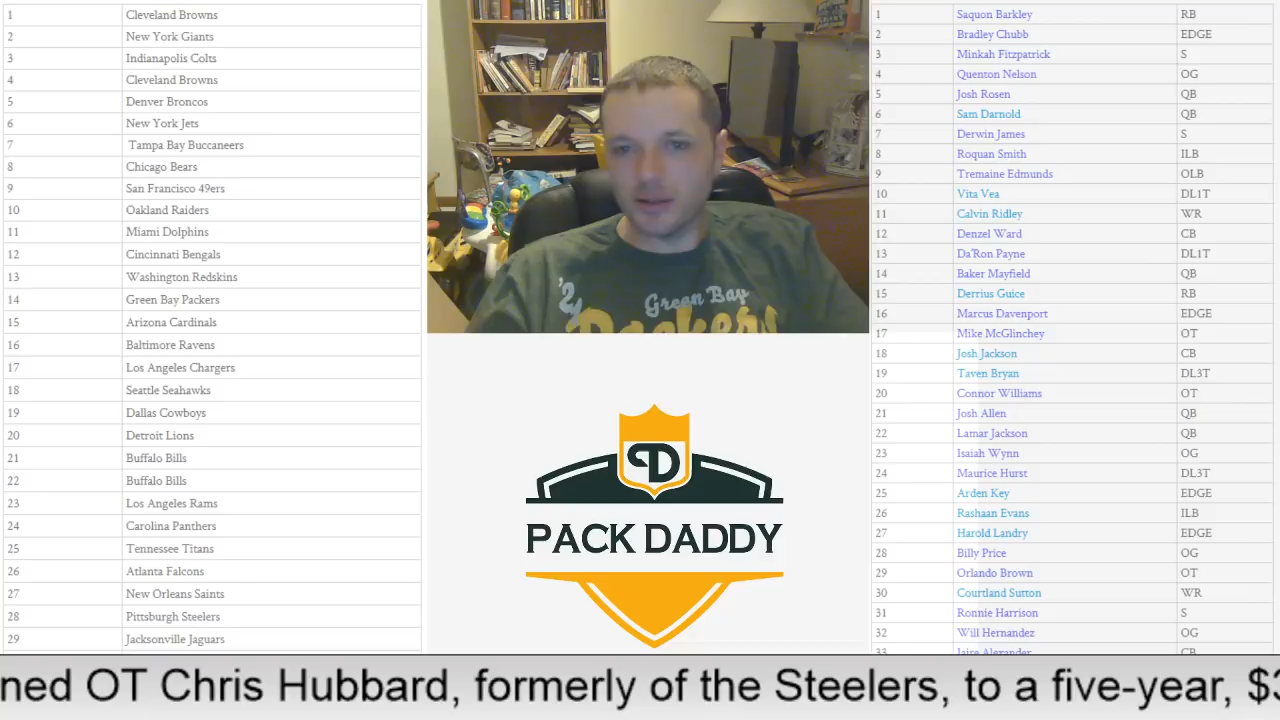 1 Cleveland Browns
2 New York Giants
3 Indianapolis Colts
4 Cleveland Browns
5 Denver Broncos
6 New York Jets
7 Tampa Bay Buccaneers
8 Chicago Bears
9 San Francisco 49ers
10 Oakland Raiders
11 Miami Dolphins
12 Cincinnati Bengals
13 Washington Redskins
14 Green Bay Packers
15 Arizona Cardinals
16 Baltimore Ravens
17 Los Angeles Chargers
18 Seattle Seahawks
19 Dallas Cowboys
20 Detroit Lions
21 Buffalo Bills
22 Buffalo Bills
23 Los Angeles Rams
24 Carolina Panthers
25 Tennessee Titans
26 Atlanta Falcons
27 New Orleans Saints
28 Pittsburgh Steelers
29 Jacksonville Jaguars
Green Bay
Packers
PD
PACK DADDY
1 Saquon Barkley RB
2 Bradley Chubb EDGE
3 Minkah Fitzpatrick S
4 Quenton Nelson OG
5 Josh Rosen QB
6 Sam Darnold QB
7 Derwin James S
8 Roquan Smith ILB
9 Tremaine Edmunds OLB
10 Vita Vea DL1T
11 Calvin Ridley WR
12 Denzel Ward CB
13 Da'Ron Payne DL1T
14 Baker Mayfield QB
15 Derrius Guice RB
16 Marcus Davenport EDGE
17 Mike McGlinchey OT
18 Josh Jackson CB
19 Taven Bryan DL3T
20 Connor Williams OT
21 Josh Allen QB
22 Lamar Jackson QB
23 Isaiah Wynn OG
24 Maurice Hurst DL3T
25 Arden Key EDGE
26 Rashaan Evans ILB
27 Harold Landry EDGE
28 Billy Price OG
29 Orlando Brown OT
30 Courtland Sutton WR
31 Ronnie Harrison S
32 Will Hernandez OG
33 Jaire Alexander CB
ned OT Chris Hubbard, formerly of the Steelers, to a five-year, $3